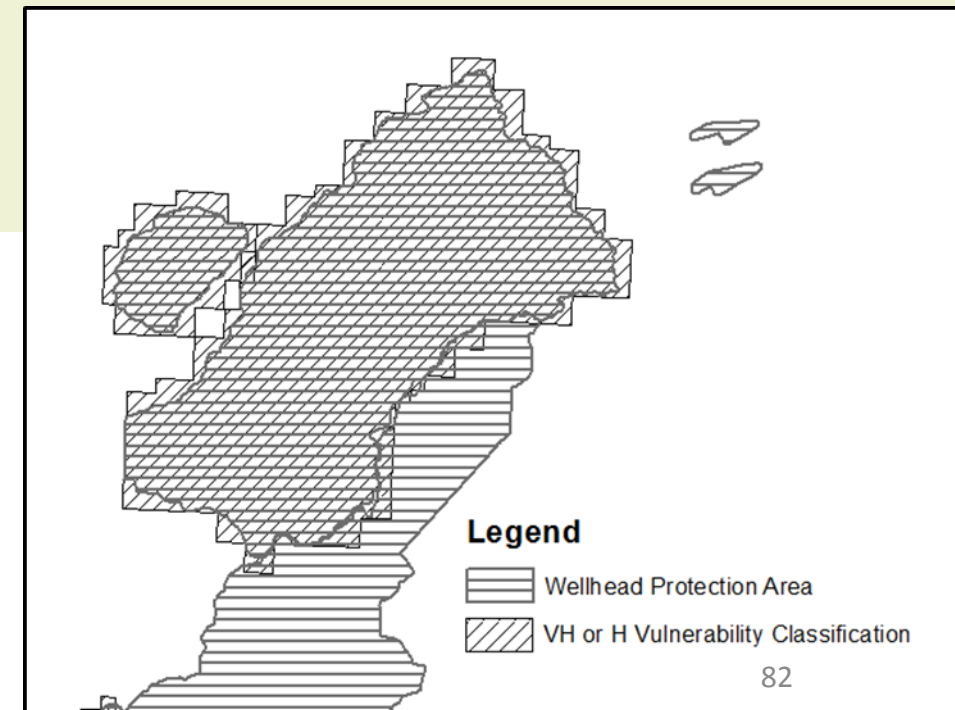 Legend
Wellhead Protection Area
VH or H Vulnerability Classification
82